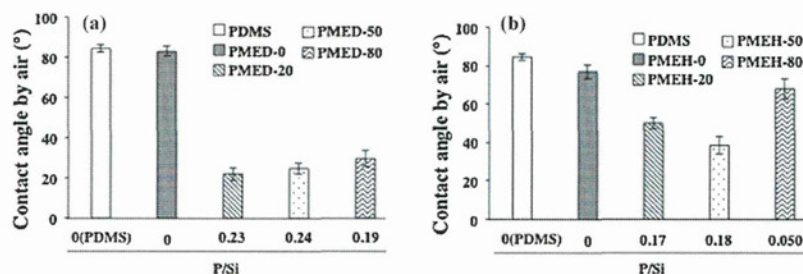 (a)
Contact angle by air (°)
100
80
60
40
20
0
PDMS
PMED-0
PMED-20
PMED-50
PMED-80
0(PDMS) 0 0.23 0.24 0.19
P/Si
(b)
Contact angle by air (°)
100
80
60
40
20
0
PDMS
PMEH-0
PMEH-20
PMEH-50
PMEH-80
0(PDMS) 0 0.17 0.18 0.050
P/Si